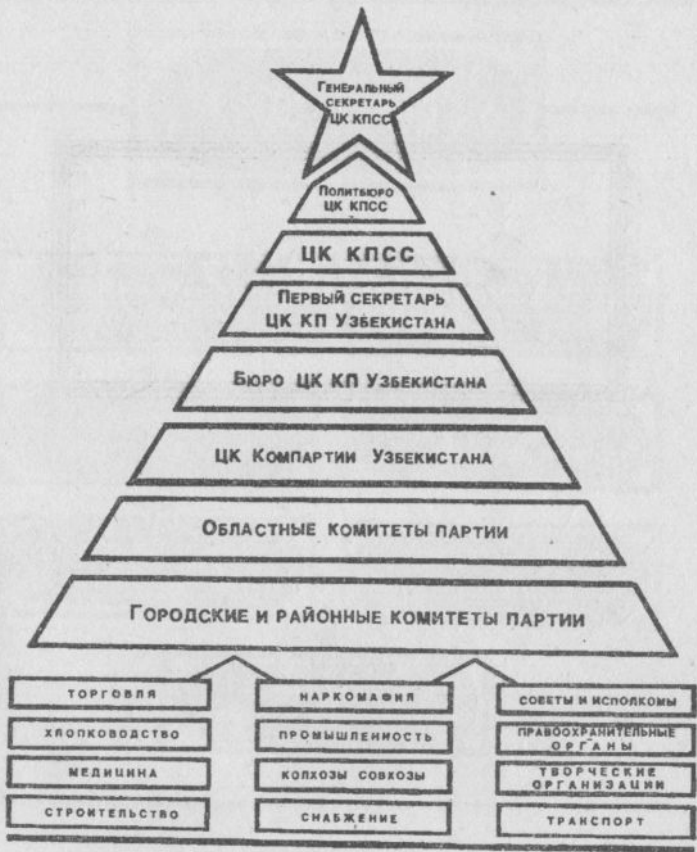 Генеральный
секретарь
ЦК КПСС
Политбюро
ЦК КПСС
ЦК КПСС
Первый секретарь
ЦК КП Узбекистана
Бюро ЦК КП Узбекистана
ЦК Компартии Узбекистана
Областные комитеты партии
Городские и районные комитеты партии
ТОРГОВЛЯ
НАРКОМАФИЯ
СОВЕТЫ И ИСПОЛКОМЫ
ХЛОПКОВОДСТВО
ПРОМЫШЛЕННОСТЬ
ПРАВООХРАНИТЕЛЬНЫЕ
ОРГАНЫ
МЕДИЦИНА
КОЛХОЗЫ СОВХОЗЫ
ТВОРЧЕСКИЕ
ОРГАНИЗАЦИИ
СТРОИТЕЛЬСТВО
СНАБЖЕНИЕ
ТРАНСПОРТ